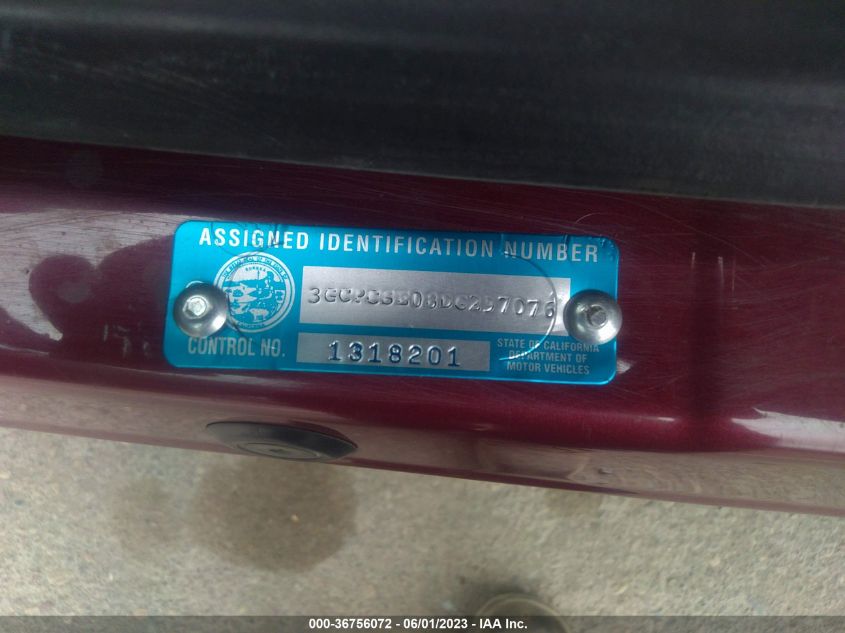 ASSIGNED IDENTIFICATION NUMBER
3GCPCSE08DG257076
CONTROL NO. 1318201
STATE OF CALIFORNIA
DEPARTMENT OF
MOTOR VEHICLES
000-36756072 - 06/01/2023 - IAA Inc.